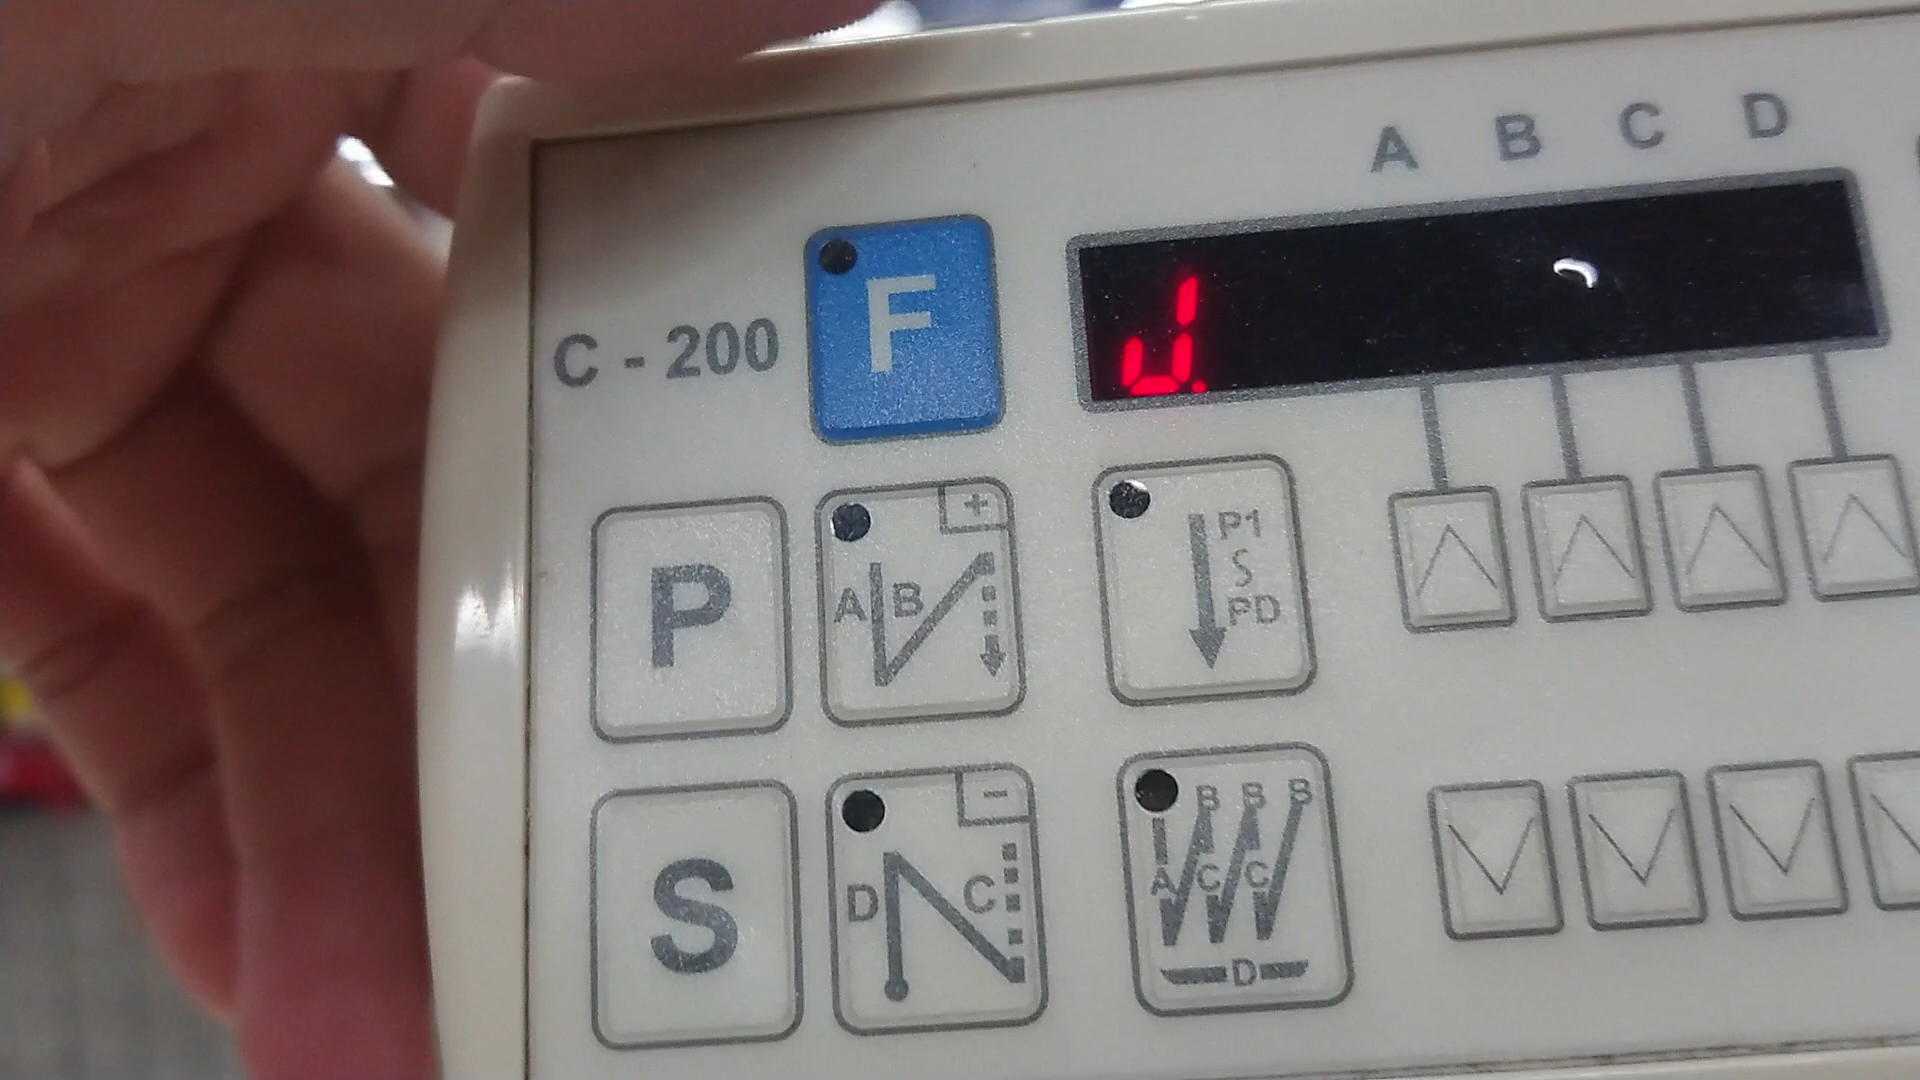 A B C D
C - 200 F
J.
P A B + P1 S PD
S D C - A B C B C B D